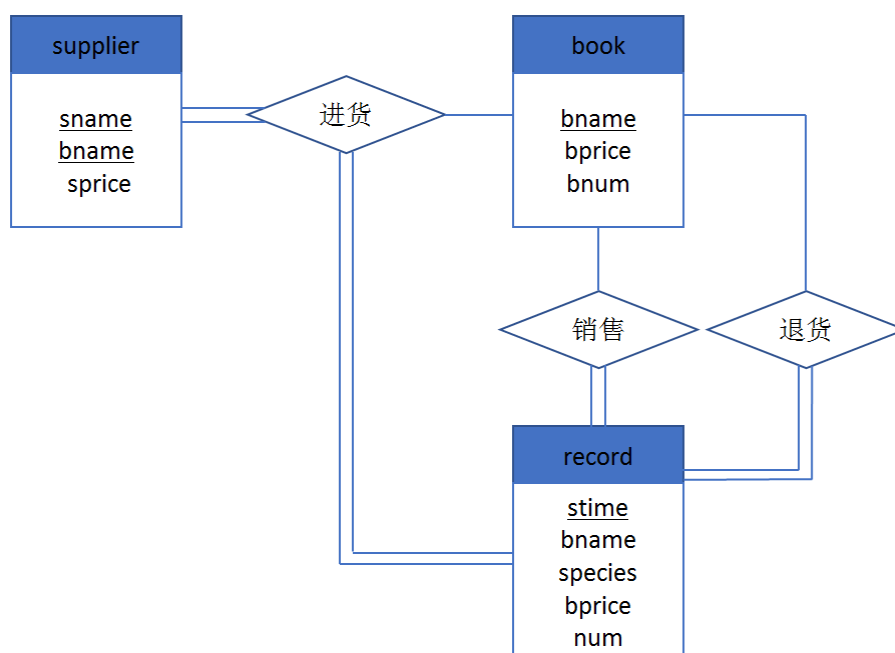 supplier
sname
bname
sprice
进货
book
bname
bprice
bnum
销售
退货
record
stime
bname
species
bprice
num